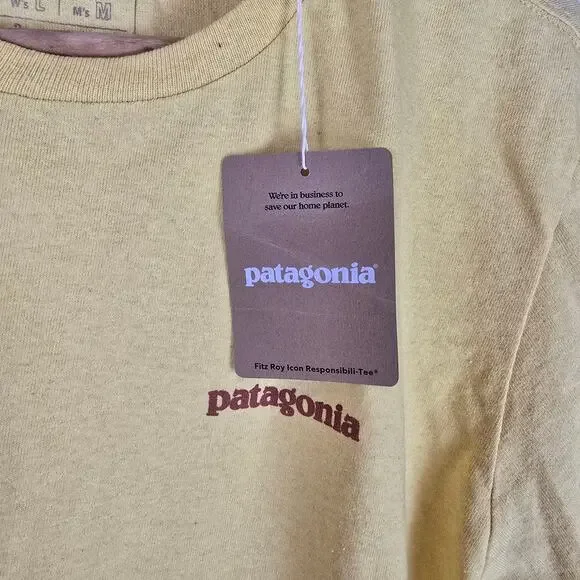 W's L M's M
We're in business to
save our home planet.
patagonia®
Fitz Roy Icon Responsibili-Tee®
patagonia